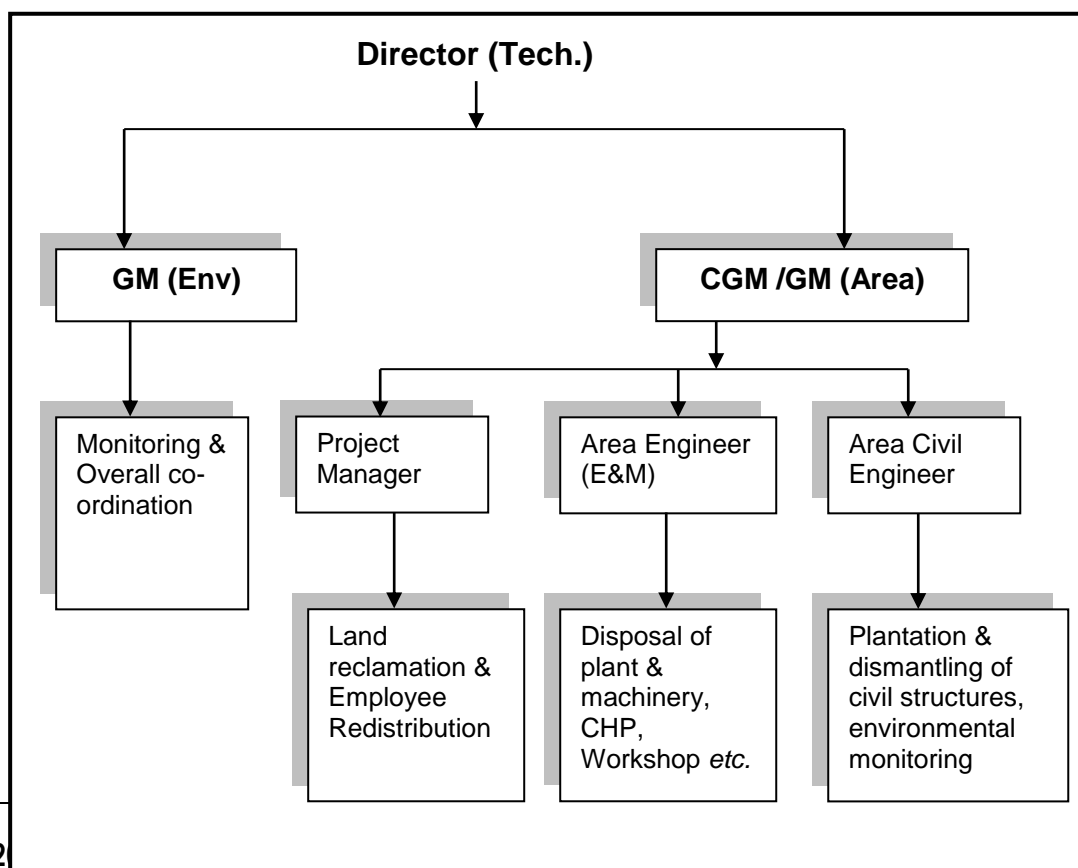 Director (Tech.)
GM (Env)
CGM /GM (Area)
Monitoring &
Overall co-
ordination
Project
Manager
Area Engineer
(E&M)
Area Civil
Engineer
Land
reclamation &
Employee
Redistribution
Disposal of
plant &
machinery,
CHP,
Workshop etc.
Plantation &
dismantling of
civil structures,
environmental
monitoring